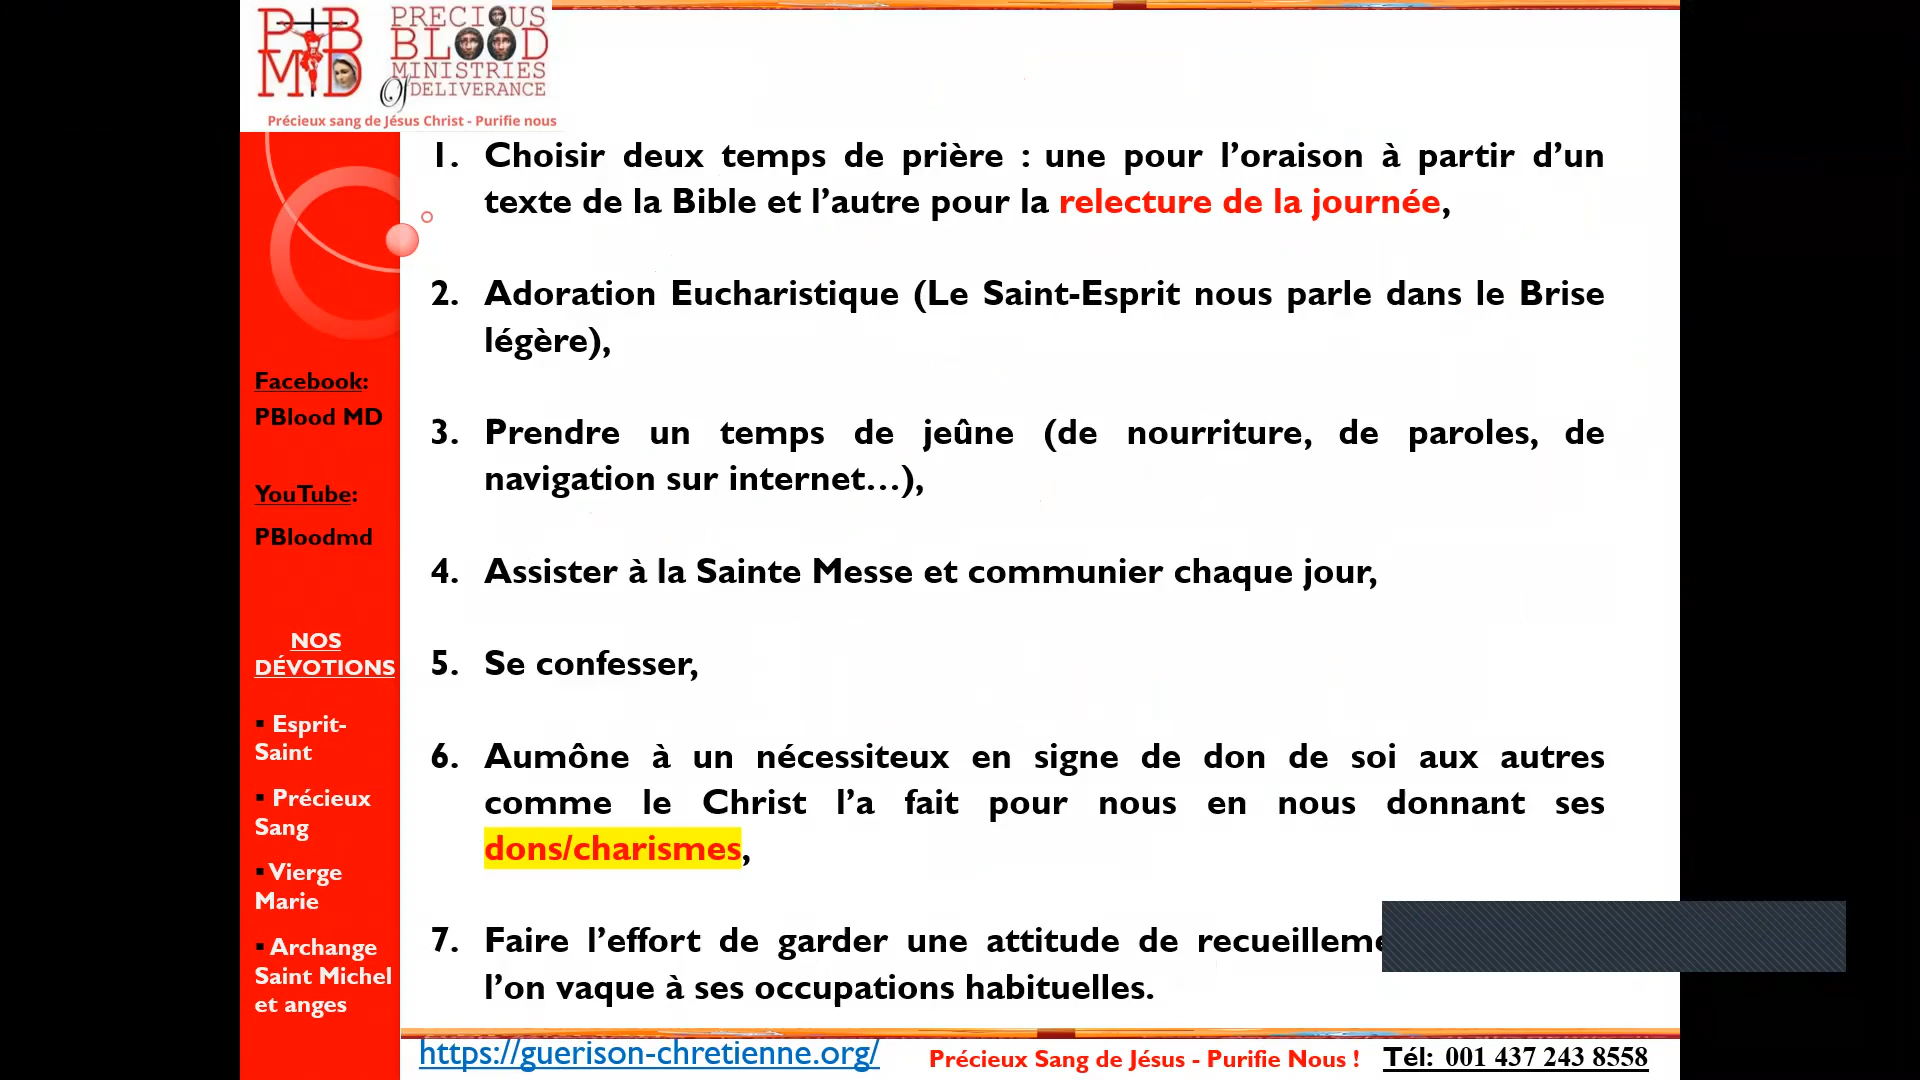 PRECIOUS
BLOOD
MINISTRIES
Of DELIVERANCE
Précieux sang de Jésus Christ - Purifie nous
1. Choisir deux temps de prière : une pour l’oraison à partir d’un
texte de la Bible et l’autre pour la relecture de la journée,
2. Adoration Eucharistique (Le Saint-Esprit nous parle dans le Brise
légère),
3. Prendre un temps de jeûne (de nourriture, de paroles, de
navigation sur internet…),
4. Assister à la Sainte Messe et communier chaque jour,
5. Se confesser,
6. Aumône à un nécessiteux en signe de don de soi aux autres
comme le Christ l’a fait pour nous en nous donnant ses
dons/charismes,
7. Faire l’effort de garder une attitude de
l’on vaque à ses occupations habituelles.
Facebook:
PBlood MD
YouTube:
PBloodmd
NOS
DÉVOTIONS
▪ Esprit-
Saint
▪ Précieux
Sang
▪ Vierge
Marie
▪ Archange
Saint Michel
et anges
https://guerison-chretienne.org/
Précieux Sang de Jésus - Purifie Nous !
Tél: 001 437 243 8558